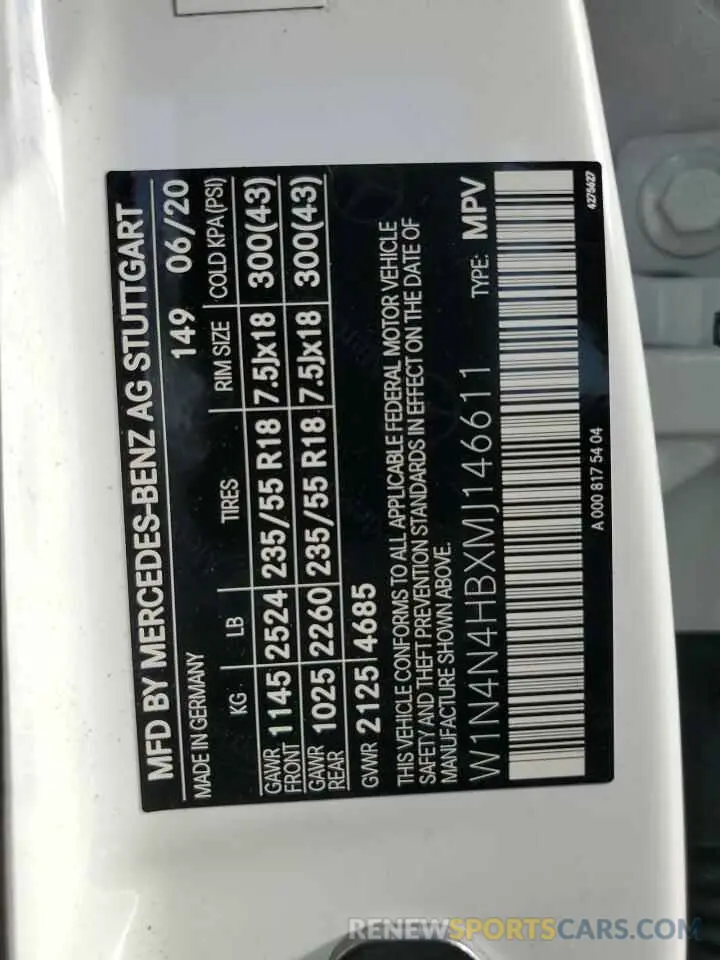 MFD BY MERCEDES-BENZ AG STUTTGART
MADE IN GERMANY 149 06/20
KG LB TIRES RIM SIZE COLD KPA (PSI)
GAWR FRONT 1145 2524 235/55 R18 7.5Jx18 300(43)
GAWR REAR 1025 2260 235/55 R18 7.5Jx18 300(43)
GVWR 2125 4685
THIS VEHICLE CONFORMS TO ALL APPLICABLE FEDERAL MOTOR VEHICLE
SAFETY AND THEFT PREVENTION STANDARDS IN EFFECT ON THE DATE OF
MANUFACTURE SHOWN ABOVE.
W1N4N4HBXMJ146611 TYPE: MPV
A 000 817 54 04 4275627
RENEWSPORTSCARS.COM